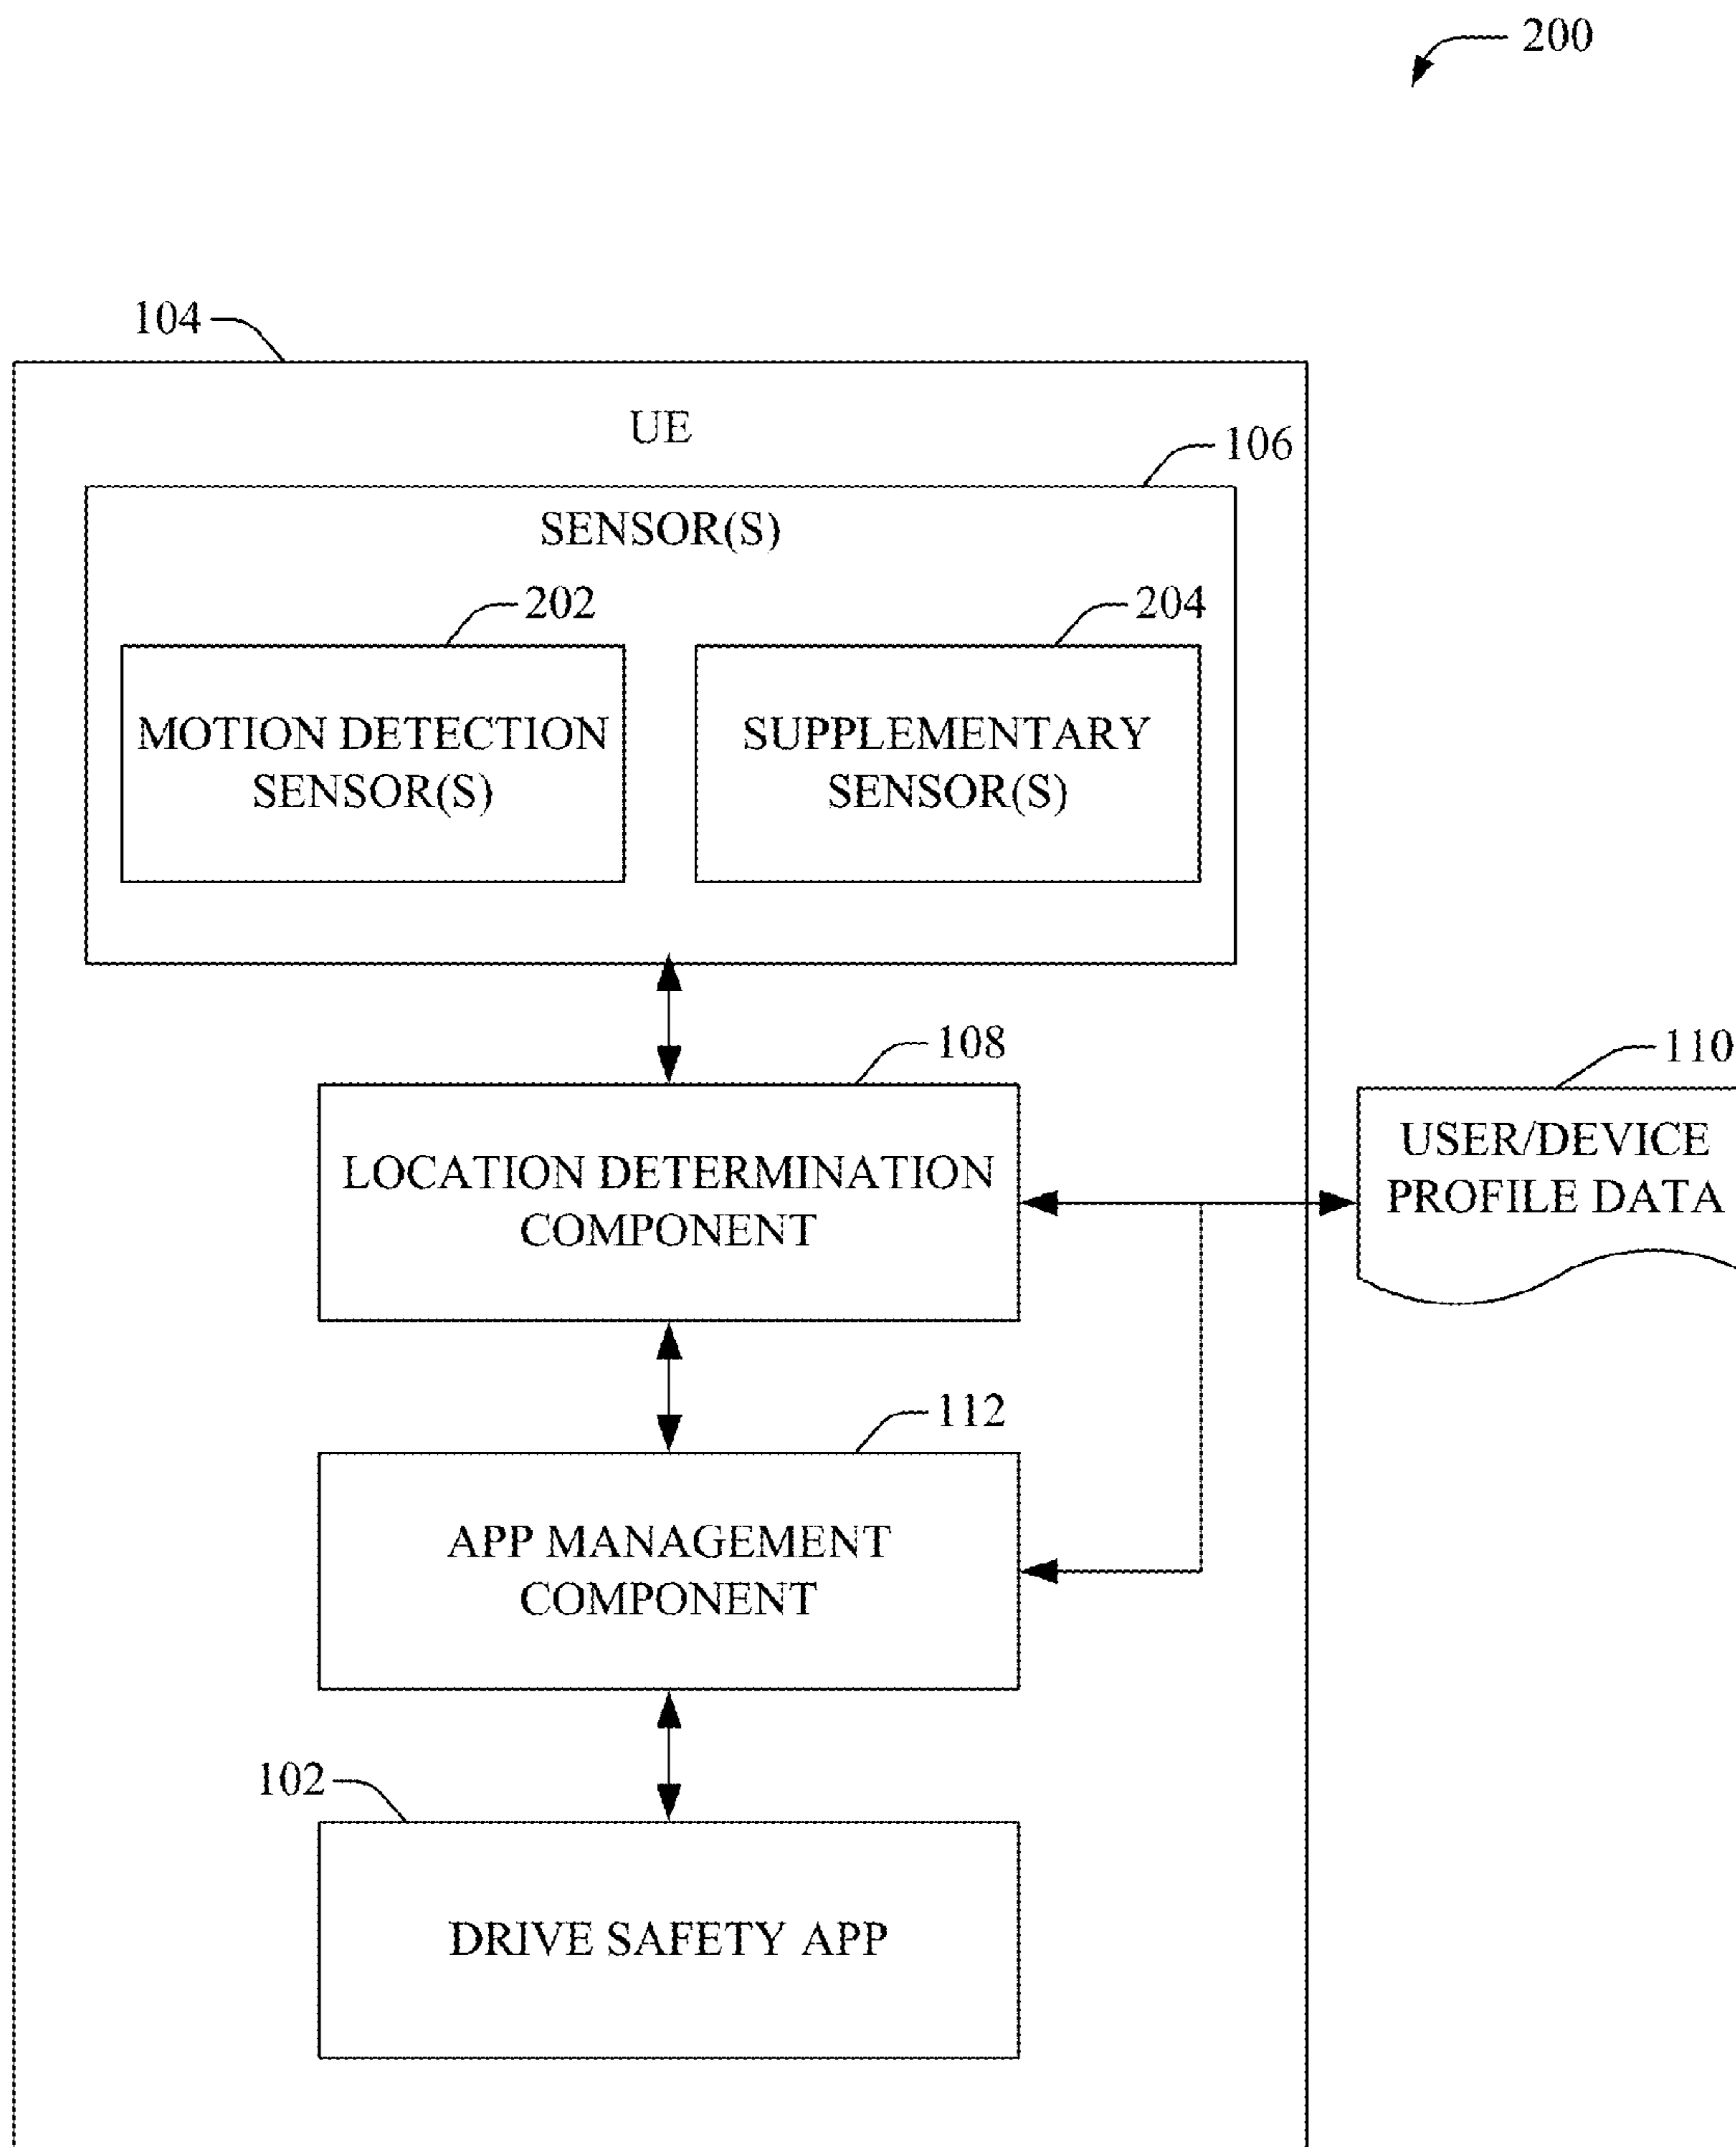 200
104
UE
106
SENSOR(S)
202
204
MOTION DETECTION
SENSOR(S)
SUPPLEMENTARY
SENSOR(S)
108
110
LOCATION DETERMINATION
COMPONENT
USER/DEVICE
PROFILE DATA
112
APP MANAGEMENT
COMPONENT
102
DRIVE SAFETY APP